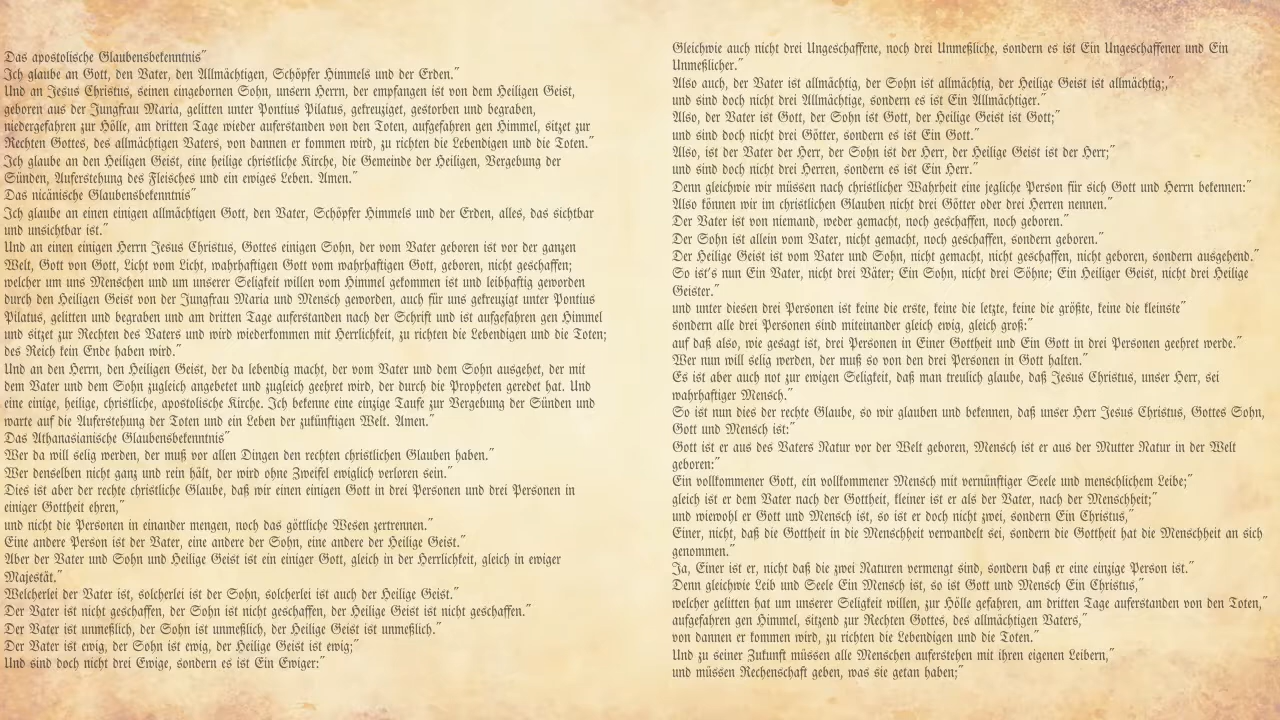 Das apostolische Glaubensbekenntnis"
Ich glaube an Gott, den Vater, den Allmächtigen, Schöpfer Himmels und der Erden."
Und an Jesus Christus, seinen eingebornen Sohn, unsern Herrn, der empfangen ist von dem Heiligen Geist,
geboren aus der Jungfrau Maria, gelitten unter Pontius Pilatus, gekreuziget, gestorben und begraben,
niedergefahren zur Hölle, am dritten Tage wieder auferstanden von den Toten, aufgefahren gen Himmel, sitzet zur
Rechten Gottes, des allmächtigen Vaters, von dannen er kommen wird, zu richten die Lebendigen und die Toten."
Ich glaube an den Heiligen Geist, eine heilige christliche Kirche, die Gemeinde der Heiligen, Vergebung der
Sünden, Auferstehung des Fleisches und ein ewiges Leben. Amen."
Das nicänische Glaubensbekenntnis"
Ich glaube an einen einigen allmächtigen Gott, den Vater, Schöpfer Himmels und der Erden, alles, das sichtbar
und unsichtbar ist."
Und an einen einigen Herrn Jesus Christus, Gottes einigen Sohn, der vom Vater geboren ist vor der ganzen
Welt, Gott von Gott, Licht vom Licht, wahrhaftigen Gott vom wahrhaftigen Gott, geboren, nicht geschaffen;
welcher um uns Menschen und um unserer Seligkeit willen vom Himmel gekommen ist und leibhaftig geworden
durch den Heiligen Geist von der Jungfrau Maria und Mensch geworden, auch für uns gekreuzigt unter Pontius
Pilatus, gelitten und begraben und am dritten Tage auferstanden nach der Schrift und ist aufgefahren gen Himmel
und sitzet zur Rechten des Vaters und wird wiederkommen mit Herrlichkeit, zu richten die Lebendigen und die Toten;
des Reich kein Ende haben wird."
Und an den Herrn, den Heiligen Geist, der da lebendig macht, der vom Vater und dem Sohn ausgehet, der mit
dem Vater und dem Sohn zugleich angebetet und zugleich geehret wird, der durch die Propheten geredet hat. Und
eine einige, heilige, christliche, apostolische Kirche. Ich bekenne eine einzige Taufe zur Vergebung der Sünden und
warte auf die Auferstehung der Toten und ein Leben der zukünftigen Welt. Amen."
Das Athanasianische Glaubensbekenntnis"
Wer da will selig werden, der muß vor allen Dingen den rechten christlichen Glauben haben."
Wer denselben nicht ganz und rein hält, der wird ohne Zweifel ewiglich verloren sein."
Dies ist aber der rechte christliche Glaube, daß wir einen einigen Gott in drei Personen und drei Personen in
einiger Gottheit ehren,"
und nicht die Personen in einander mengen, noch das göttliche Wesen zertrennen."
Eine andere Person ist der Vater, eine andere der Sohn, eine andere der Heilige Geist."
Aber der Vater und Sohn und Heilige Geist ist ein einiger Gott, gleich in der Herrlichkeit, gleich in ewiger
Majestät."
Welcherlei der Vater ist, solcherlei ist der Sohn, solcherlei ist auch der Heilige Geist."
Der Vater ist nicht geschaffen, der Sohn ist nicht geschaffen, der Heilige Geist ist nicht geschaffen."
Der Vater ist unmeßlich, der Sohn ist unmeßlich, der Heilige Geist ist unmeßlich."
Der Vater ist ewig, der Sohn ist ewig, der Heilige Geist ist ewig;"
Und sind doch nicht drei Ewige, sondern es ist Ein Ewiger:"
Gleichwie auch nicht drei Ungeschaffene, noch drei Unmeßliche, sondern es ist Ein Ungeschaffener und Ein
Unmeßlicher."
Also auch, der Vater ist allmächtig, der Sohn ist allmächtig, der Heilige Geist ist allmächtig;,"
und sind doch nicht drei Allmächtige, sondern es ist Ein Allmächtiger."
Also, der Vater ist Gott, der Sohn ist Gott, der Heilige Geist ist Gott;"
und sind doch nicht drei Götter, sondern es ist Ein Gott."
Also, ist der Vater der Herr, der Sohn ist der Herr, der Heilige Geist ist der Herr;"
und sind doch nicht drei Herren, sondern es ist Ein Herr."
Denn gleichwie wir müssen nach christlicher Wahrheit eine jegliche Person für sich Gott und Herrn bekennen:"
Also können wir im christlichen Glauben nicht drei Götter oder drei Herren nennen."
Der Vater ist von niemand, weder gemacht, noch geschaffen, noch geboren."
Der Sohn ist allein vom Vater, nicht gemacht, noch geschaffen, sondern geboren."
Der Heilige Geist ist vom Vater und Sohn, nicht gemacht, nicht geschaffen, nicht geboren, sondern ausgehend."
So ist's nun Ein Vater, nicht drei Väter; Ein Sohn, nicht drei Söhne; Ein Heiliger Geist, nicht drei Heilige
Geister."
und unter diesen drei Personen ist keine die erste, keine die letzte, keine die größte, keine die kleinste"
sondern alle drei Personen sind miteinander gleich ewig, gleich groß:"
auf daß also, wie gesagt ist, drei Personen in Einer Gottheit und Ein Gott in drei Personen geehret werde."
Wer nun will selig werden, der muß so von den drei Personen in Gott halten."
Es ist aber auch not zur ewigen Seligkeit, daß man treulich glaube, daß Jesus Christus, unser Herr, sei
wahrhaftiger Mensch."
So ist nun dies der rechte Glaube, so wir glauben und bekennen, daß unser Herr Jesus Christus, Gottes Sohn,
Gott und Mensch ist:"
Gott ist er aus des Vaters Natur vor der Welt geboren, Mensch ist er aus der Mutter Natur in der Welt
geboren:"
Ein vollkommener Gott, ein vollkommener Mensch mit vernünftiger Seele und menschlichem Leibe;"
gleich ist er dem Vater nach der Gottheit, kleiner ist er als der Vater, nach der Menschheit;"
und wiewohl er Gott und Mensch ist, so ist er doch nicht zwei, sondern Ein Christus,"
Einer, nicht, daß die Gottheit in die Menschheit verwandelt sei, sondern die Gottheit hat die Menschheit an sich
genommen."
Ja, Einer ist er, nicht daß die zwei Naturen vermengt sind, sondern daß er eine einzige Person ist."
Denn gleichwie Leib und Seele Ein Mensch ist, so ist Gott und Mensch Ein Christus,"
welcher gelitten hat um unserer Seligkeit willen, zur Hölle gefahren, am dritten Tage auferstanden von den Toten,"
aufgefahren gen Himmel, sitzend zur Rechten Gottes, des allmächtigen Vaters,"
von dannen er kommen wird, zu richten die Lebendigen und die Toten."
Und zu seiner Zukunft müssen alle Menschen auferstehen mit ihren eigenen Leibern,"
und müssen Rechenschaft geben, was sie getan haben;"